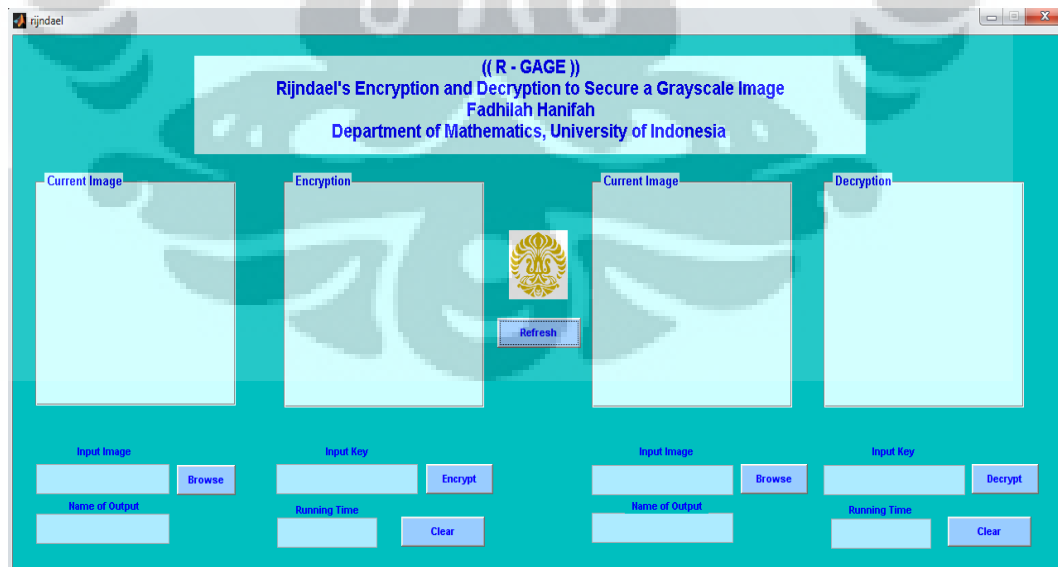 rijndael
(( R - GAGE ))
Rijndael's Encryption and Decryption to Secure a Grayscale Image
Fadhilah Hanifah
Department of Mathematics, University of Indonesia
Current Image
Encryption
Current Image
Decryption
Refresh
Input Image
Input Key
Input Image
Input Key
Browse
Encrypt
Browse
Decrypt
Name of Output
Running Time
Name of Output
Running Time
Clear
Clear